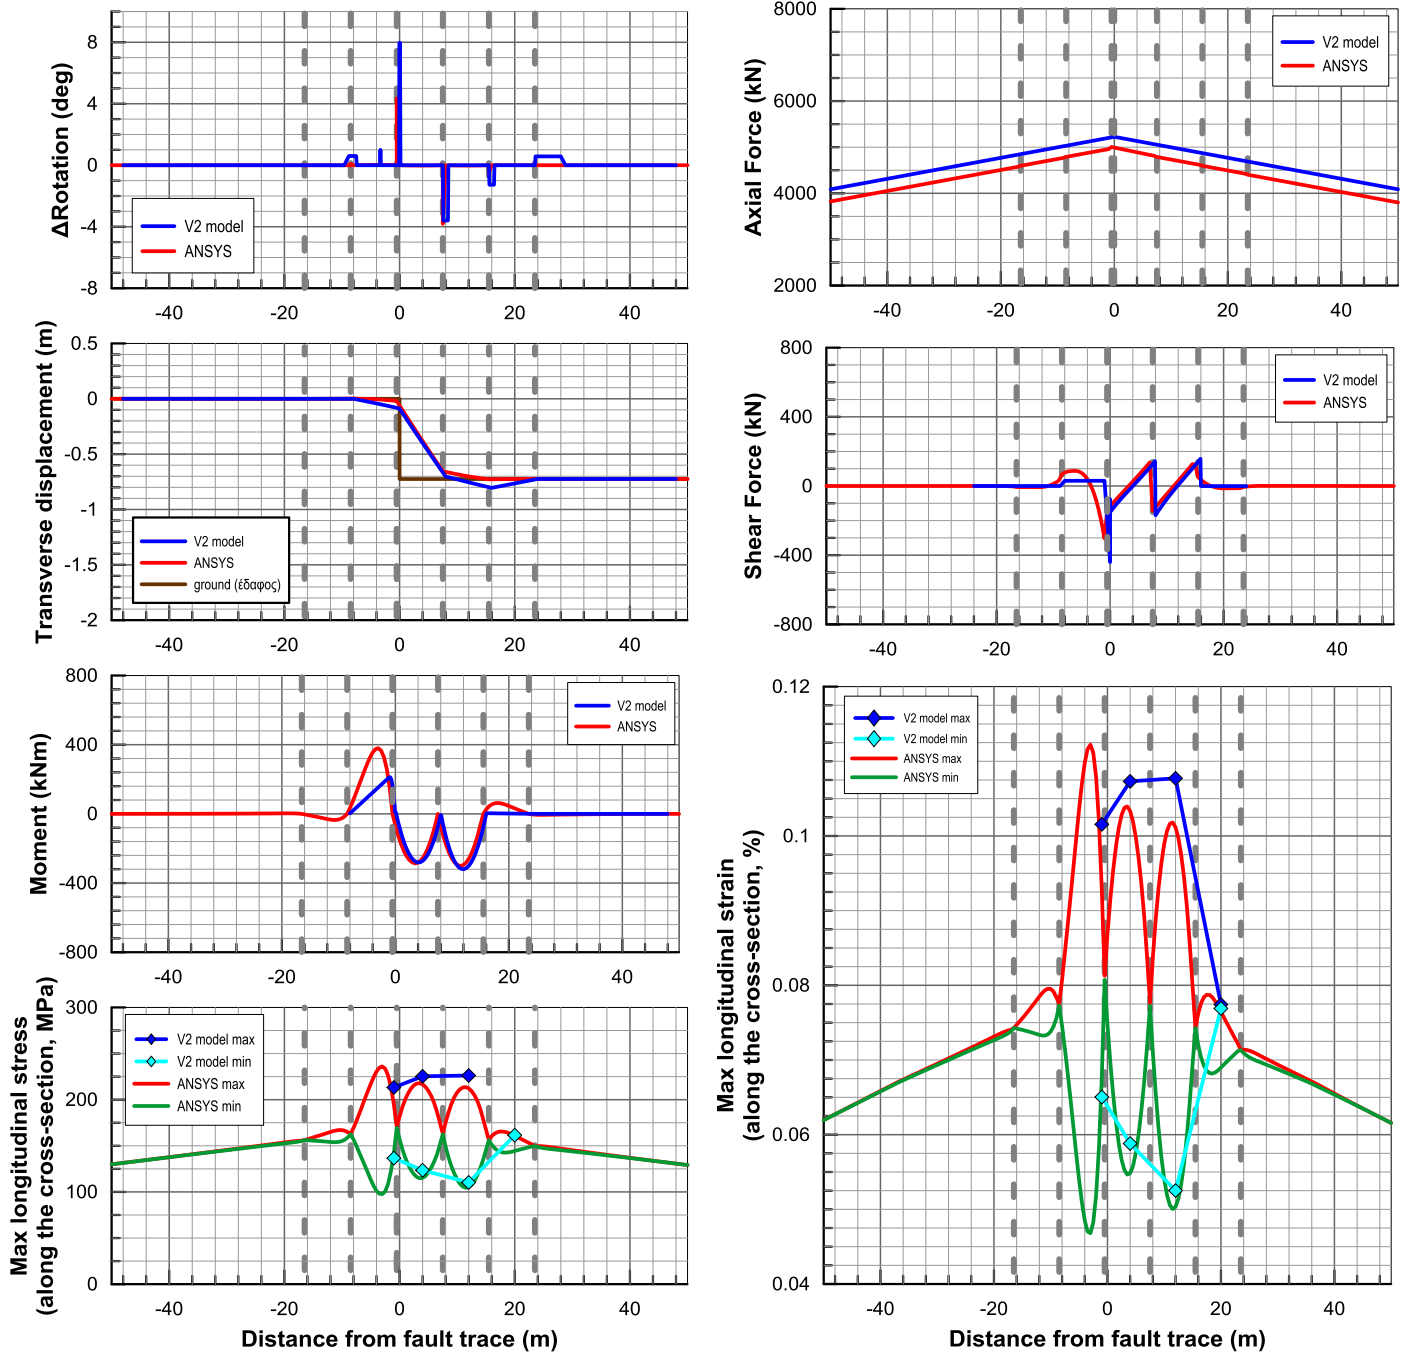 ΔRotation (deg)
8
4
0
-4
-8
V2 model
ANSYS
-40
-20
0
20
40
Axial Force (kN)
8000
6000
4000
2000
V2 model
ANSYS
-40
-20
0
20
40
Transverse displacement (m)
0.5
0
-0.5
-1
-1.5
-2
V2 model
ANSYS
ground (έδαφος)
-40
-20
0
20
40
Shear Force (kN)
800
400
0
-400
-800
V2 model
ANSYS
-40
-20
0
20
40
Moment (kNm)
800
400
0
-400
-800
V2 model
ANSYS
-40
-20
0
20
40
Max longitudinal stress
(along the cross-section, MPa)
300
200
100
0
V2 model max
V2 model min
ANSYS max
ANSYS min
-40
-20
0
20
40
Distance from fault trace (m)
Max longitudinal strain
(along the cross-section, %)
0.12
0.1
0.08
0.06
0.04
V2 model max
V2 model min
ANSYS max
ANSYS min
-40
-20
0
20
40
Distance from fault trace (m)